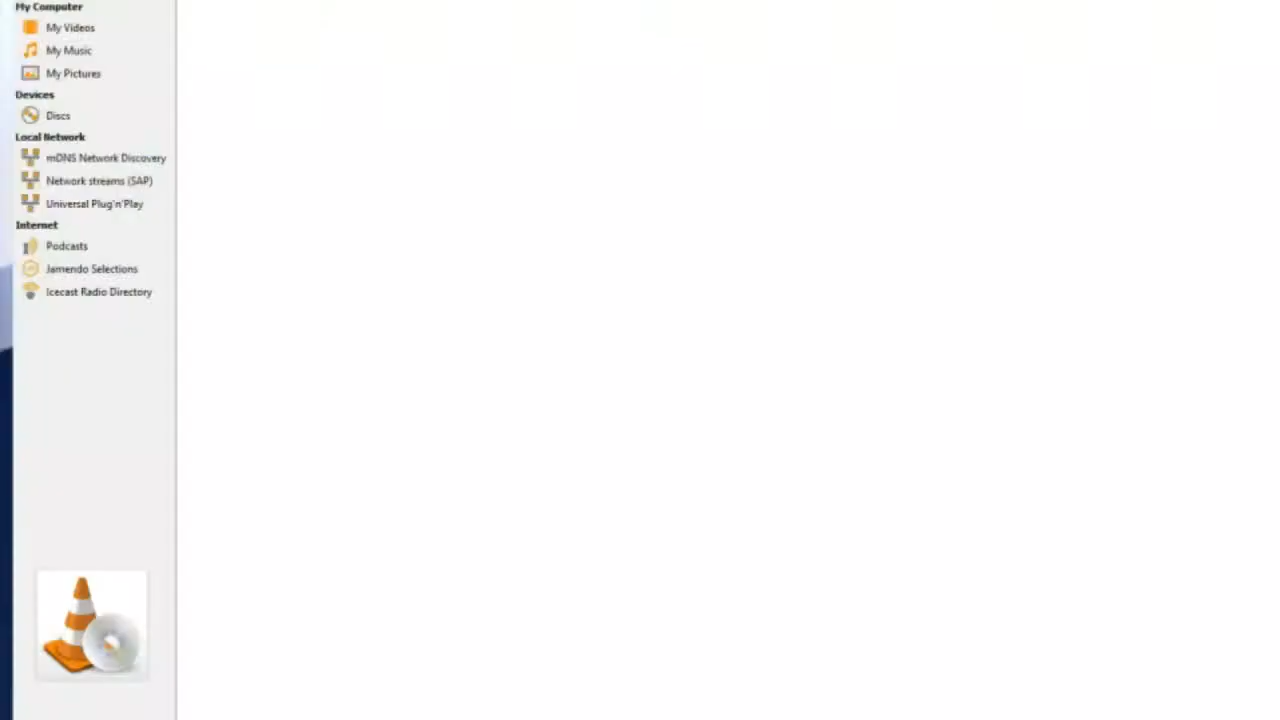 My Computer
My Videos
My Music
My Pictures
Devices
Discs
Local Network
mDNS Network Discovery
Network streams (SAP)
Universal Plug'n'Play
Internet
Podcasts
Jamendo Selections
Icecast Radio Directory